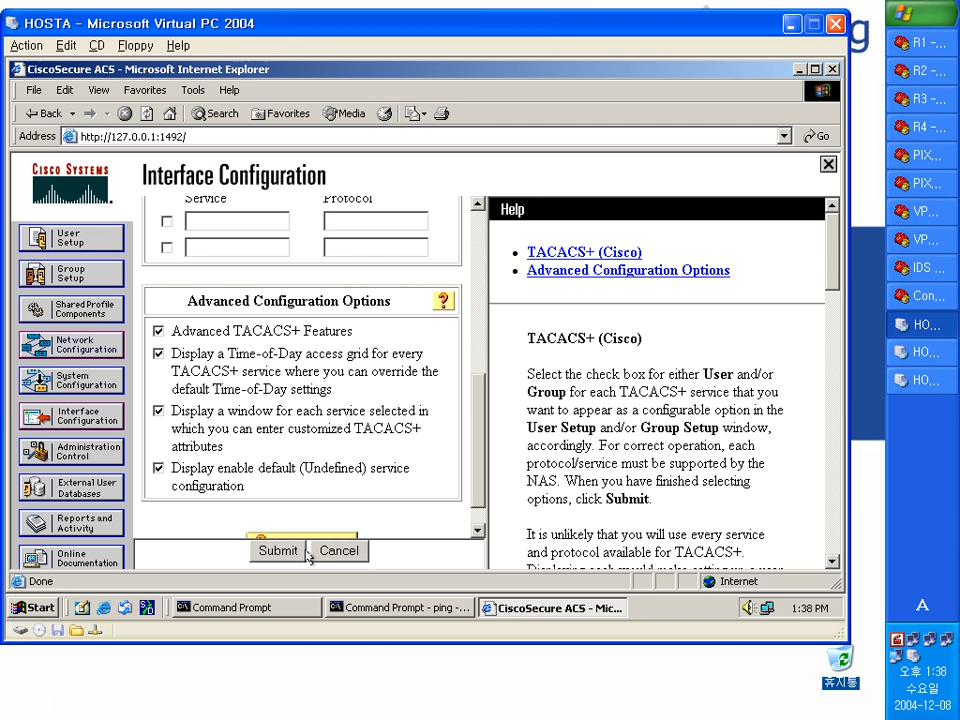 HOSTA - Microsoft Virtual PC 2004
Action Edit CD Floppy Help
CiscoSecure ACS - Microsoft Internet Explorer
File Edit View Favorites Tools Help
Back Search Favorites Media
Address http://127.0.0.1:1492/ Go
CISCO SYSTEMS
Interface Configuration
User Setup
Group Setup
Shared Profile Components
Network Configuration
System Configuration
Interface Configuration
Administration Control
External User Databases
Reports and Activity
Online Documentation
Service Protocol
Advanced Configuration Options ?
Advanced TACACS+ Features
Display a Time-of-Day access grid for every
TACACS+ service where you can override the
default Time-of-Day settings
Display a window for each service selected in
which you can enter customized TACACS+
attributes
Display enable default (Undefined) service
configuration
Submit Cancel
Help
TACACS+ (Cisco)
Advanced Configuration Options
TACACS+ (Cisco)
Select the check box for either User and/or
Group for each TACACS+ service that you
want to appear as a configurable option in the
User Setup and/or Group Setup window,
accordingly. For correct operation, each
protocol/service must be supported by the
NAS. When you have finished selecting
options, click Submit.
It is unlikely that you will use every service
and protocol available for TACACS+.
Done Internet
Start Command Prompt Command Prompt - ping -... CiscoSecure ACS - Mic... 1:38 PM
g
휴지통
R1 -...
R2 -...
R3 -...
R4 -...
PIX...
PIX...
VP...
VP...
IDS ...
Con...
HO...
HO...
HO...
A
오후 1:38
수요일
2004-12-08